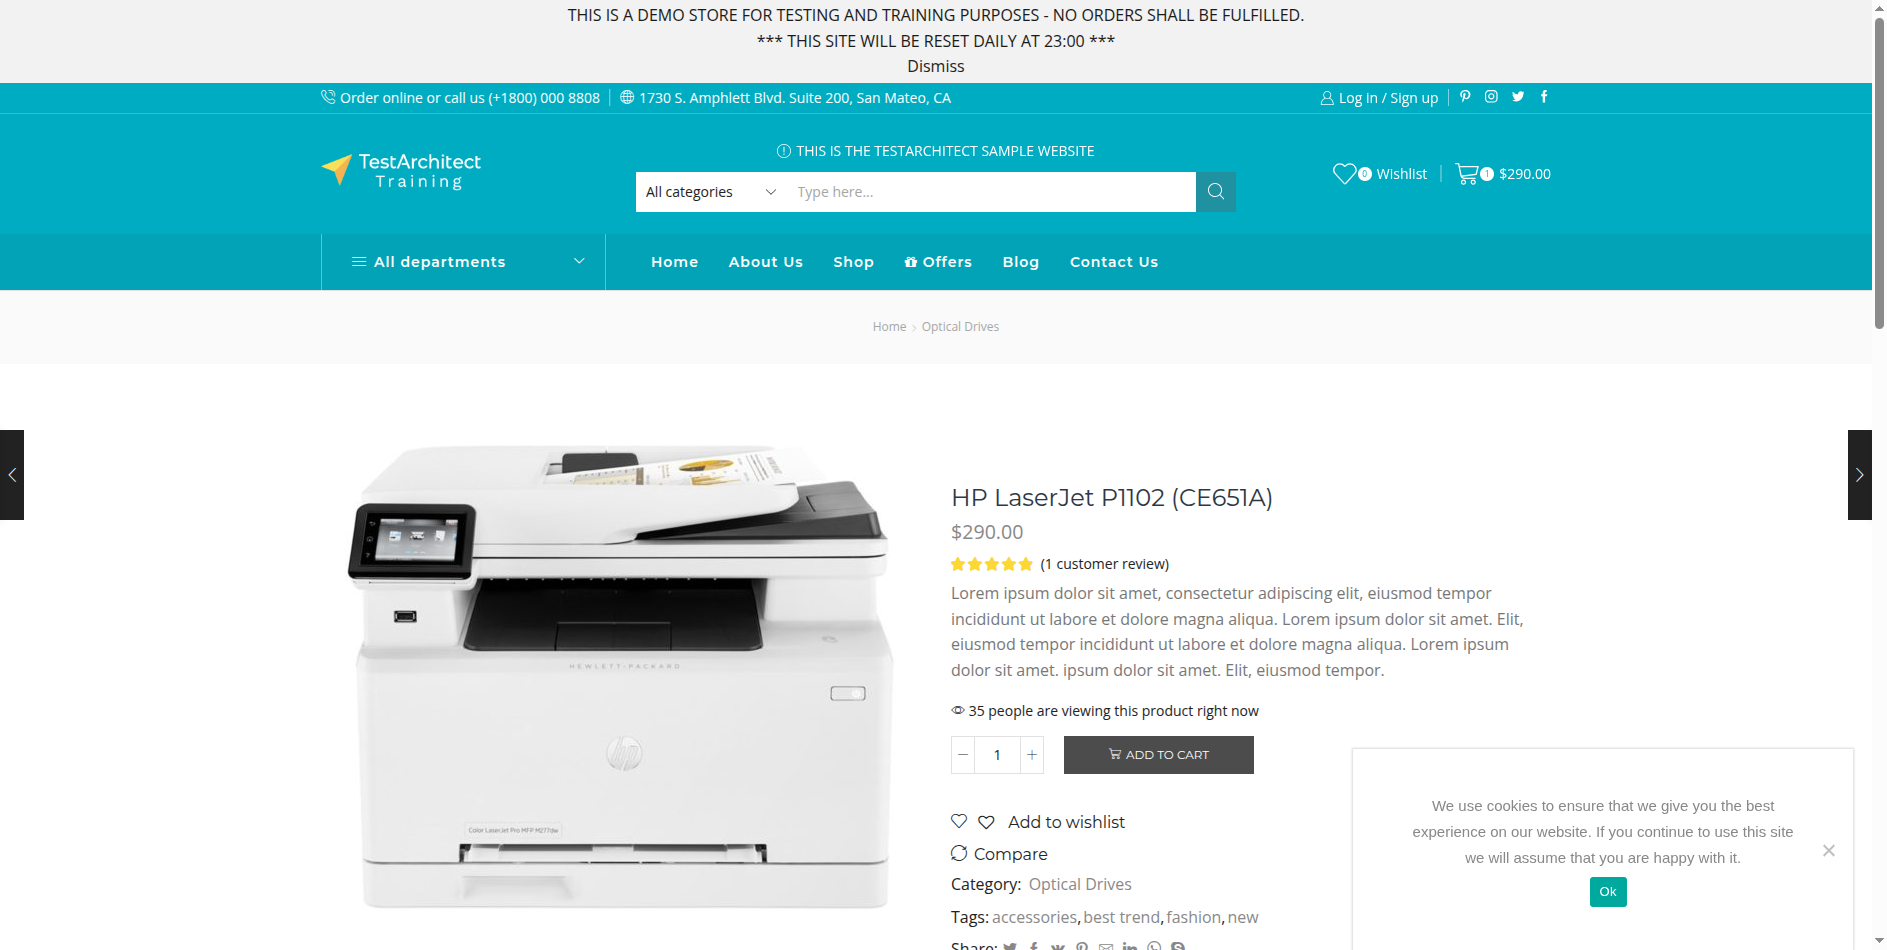 THIS IS A DEMO STORE FOR TESTING AND TRAINING PURPOSES - NO ORDERS SHALL BE FULFILLED.
*** THIS SITE WILL BE RESET DAILY AT 23:00 ***
Dismiss
Order online or call us (+1800) 000 8808
1730 S. Amphlett Blvd. Suite 200, San Mateo, CA
Log in / Sign up
THIS IS THE TESTARCHITECT SAMPLE WEBSITE
TestArchitect
Training
All categories
Type here...
0 Wishlist
1 $290.00
All departments
Home
About Us
Shop
Offers
Blog
Contact Us
Home
Optical Drives
HP LaserJet P1102 (CE651A)
$290.00
(1 customer review)
Lorem ipsum dolor sit amet, consectetur adipiscing elit, eiusmod tempor
incididunt ut labore et dolore magna aliqua. Lorem ipsum dolor sit amet. Elit,
eiusmod tempor incididunt ut labore et dolore magna aliqua. Lorem ipsum
dolor sit amet. ipsum dolor sit amet. Elit, eiusmod tempor.
35 people are viewing this product right now
− 1 +
ADD TO CART
Add to wishlist
Compare
Category: Optical Drives
Tags: accessories, best trend, fashion, new
Share:
HEWLETT-PACKARD
hp
Color LaserJet Pro MFP M277dw
We use cookies to ensure that we give you the best
experience on our website. If you continue to use this site
we will assume that you are happy with it.
Ok